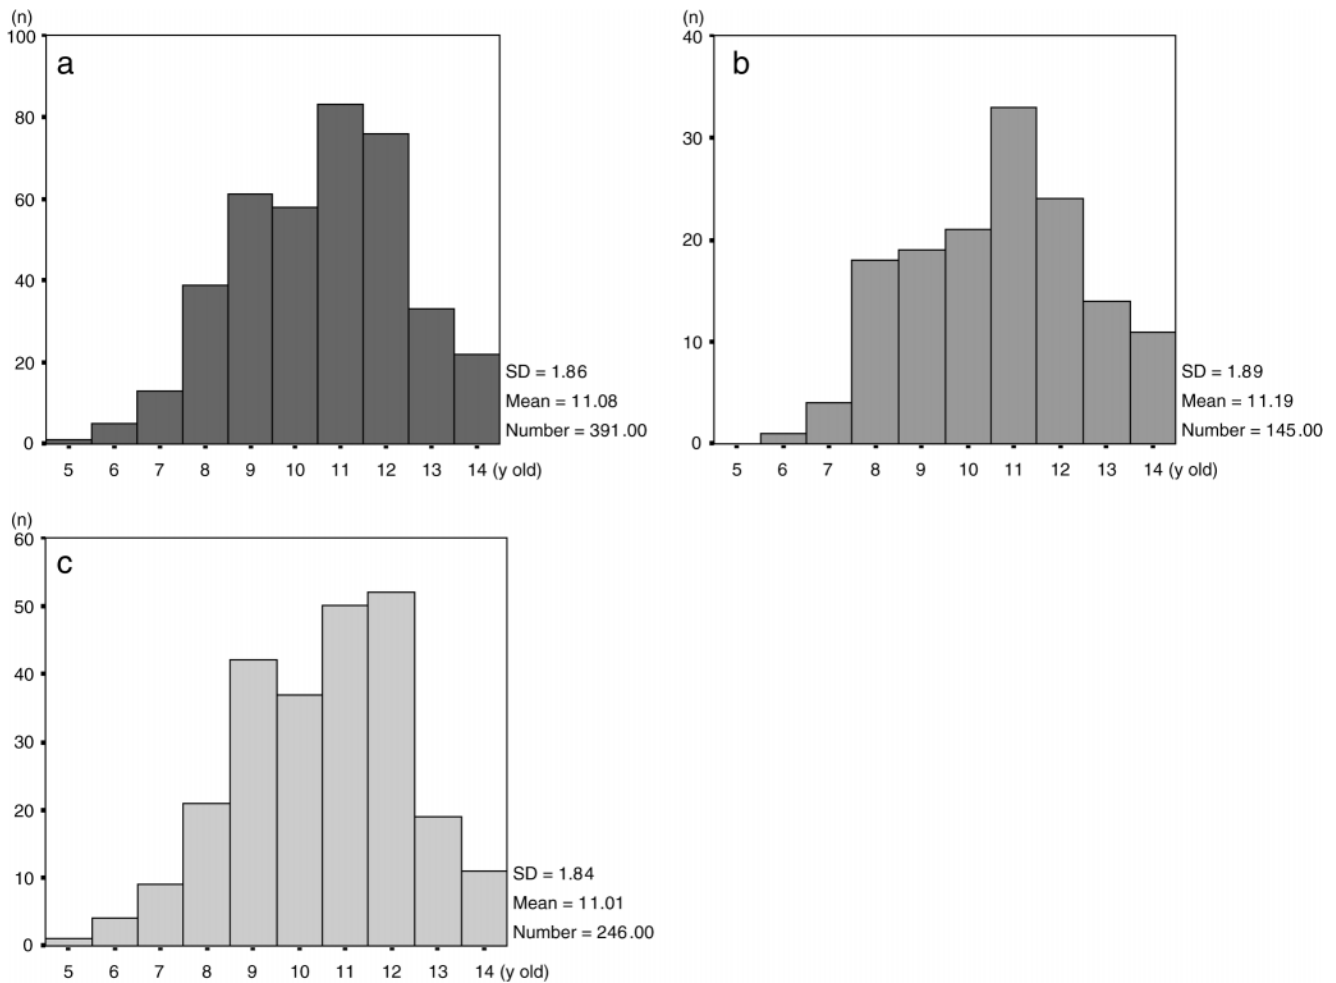 (n)
100
a
80
60
40
20
0
SD = 1.86
Mean = 11.08
Number = 391.00
5 6 7 8 9 10 11 12 13 14 (y old)
(n)
40
b
30
20
10
0
SD = 1.89
Mean = 11.19
Number = 145.00
5 6 7 8 9 10 11 12 13 14 (y old)
(n)
60
c
50
40
30
20
10
0
SD = 1.84
Mean = 11.01
Number = 246.00
5 6 7 8 9 10 11 12 13 14 (y old)